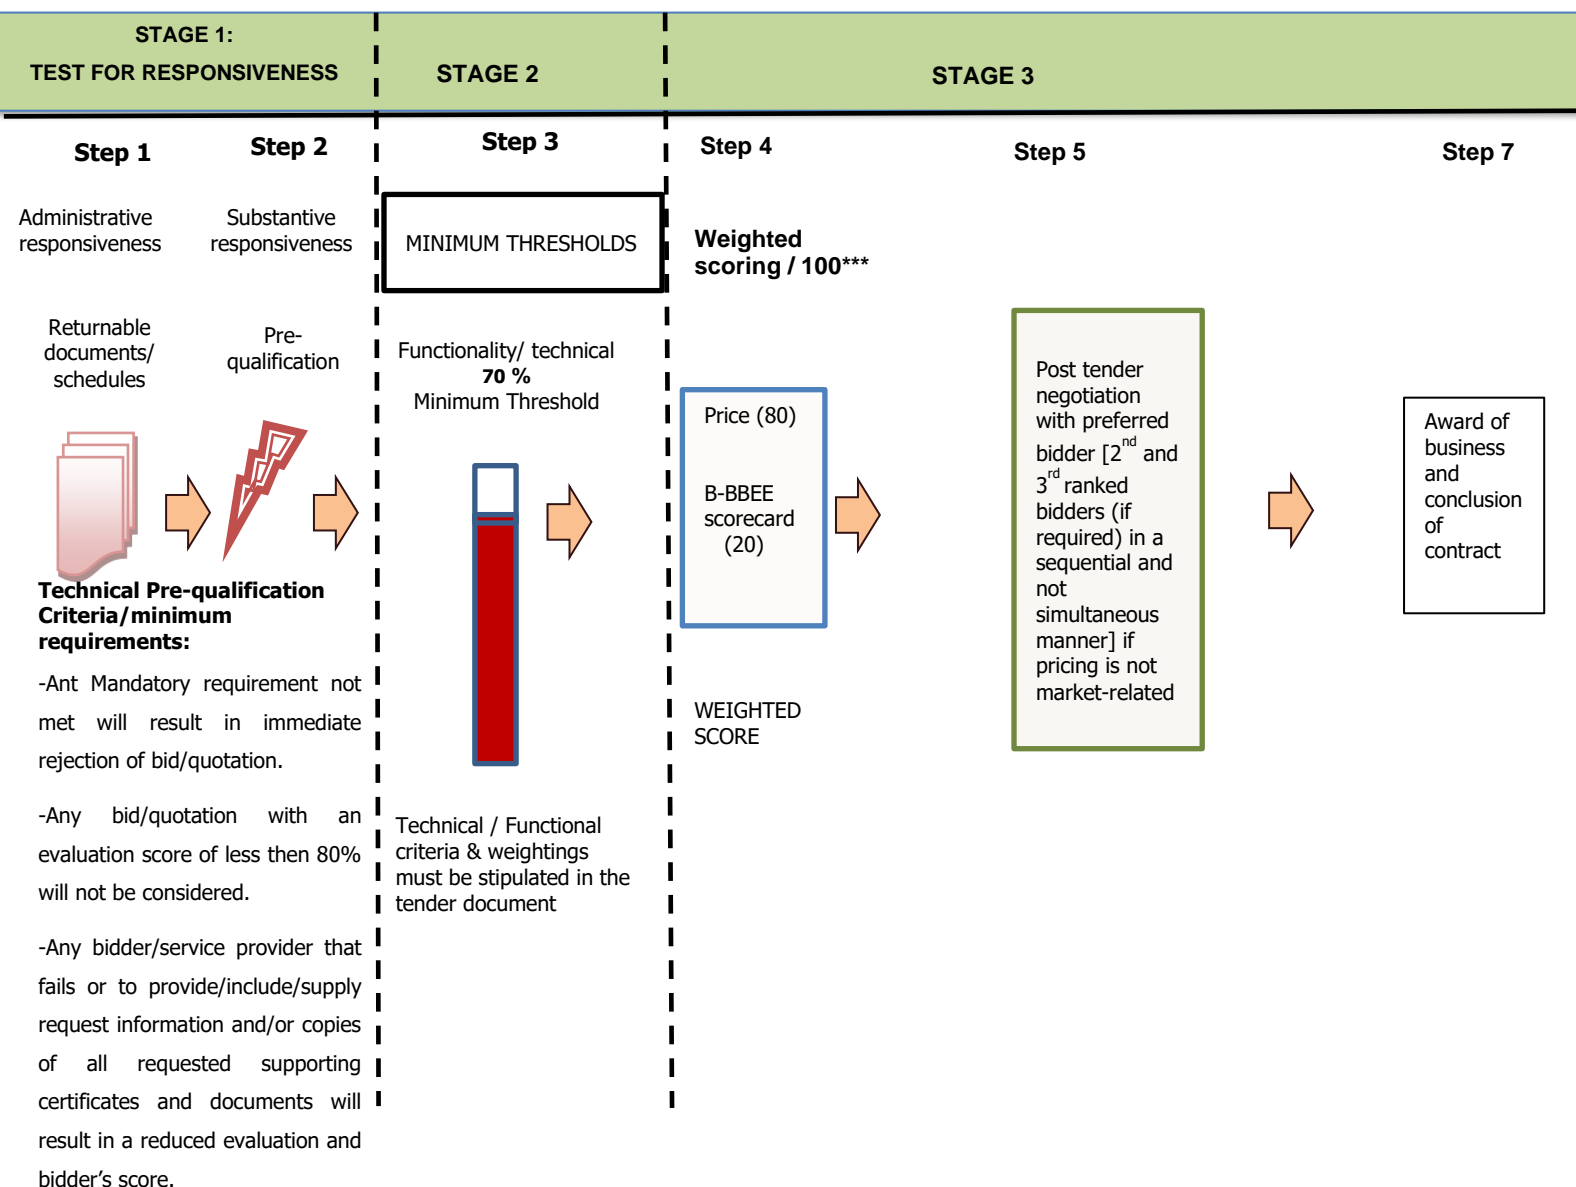 STAGE 1:
TEST FOR RESPONSIVENESS
STAGE 2
STAGE 3
Step 1
Step 2
Step 3
Step 4
Step 5
Step 7
Administrative
responsiveness
Substantive
responsiveness
MINIMUM THRESHOLDS
Weighted
scoring / 100***
Returnable
documents/
schedules
Pre-
qualification
Functionality/ technical
70 %
Minimum Threshold
Price (80)
B-BBEE
scorecard
(20)
Post tender
negotiation
with preferred
bidder [2nd and
3rd ranked
bidders (if
required) in a
sequential and
not
simultaneous
manner] if
pricing is not
market-related
Award of
business
and
conclusion
of
contract
Technical Pre-qualification
Criteria/minimum
requirements:
-Ant Mandatory requirement not
met will result in immediate
rejection of bid/quotation.
-Any bid/quotation with an
evaluation score of less then 80%
will not be considered.
-Any bidder/service provider that
fails or to provide/include/supply
request information and/or copies
of all requested supporting
certificates and documents will
result in a reduced evaluation and
bidder's score.
WEIGHTED
SCORE
Technical / Functional
criteria & weightings
must be stipulated in the
tender document